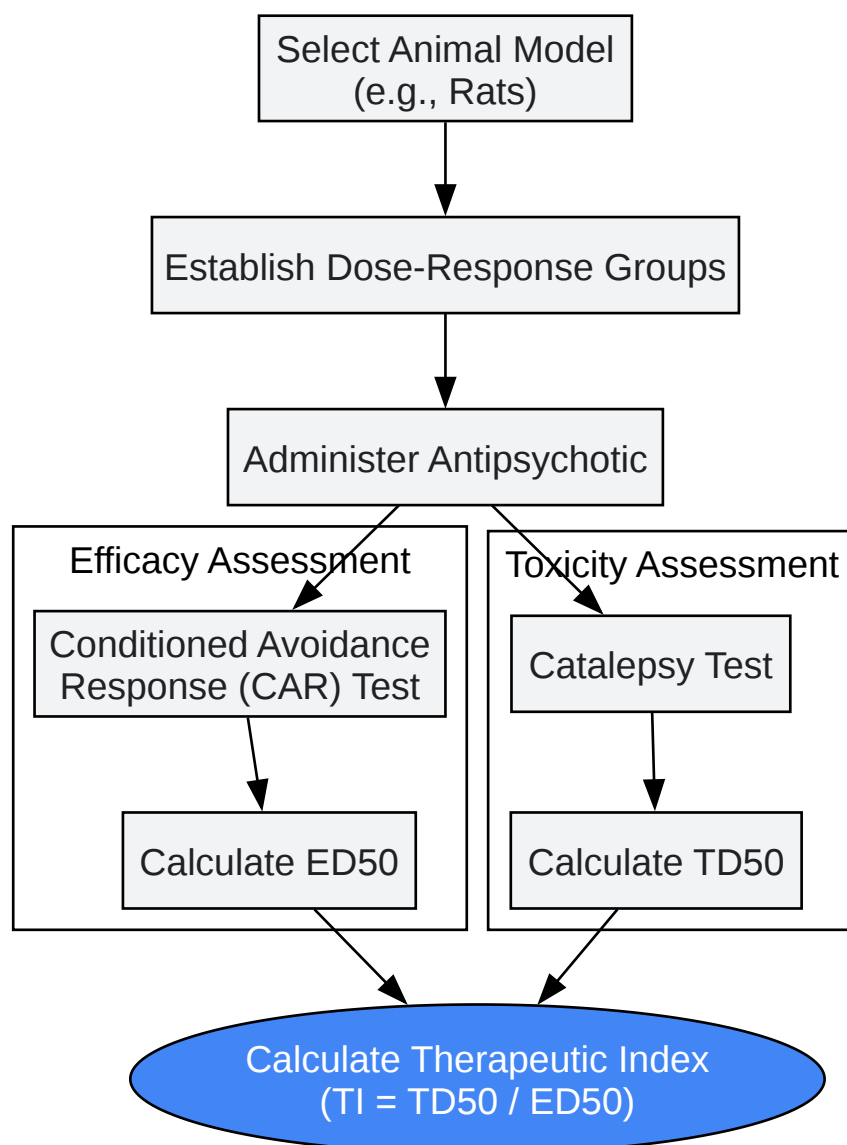 Select Animal Model
(e.g., Rats)
Establish Dose-Response Groups
Administer Antipsychotic
Efficacy Assessment
Conditioned Avoidance
Response (CAR) Test
Calculate ED50
Toxicity Assessment
Catalepsy Test
Calculate TD50
Calculate Therapeutic Index
(TI = TD50 / ED50)